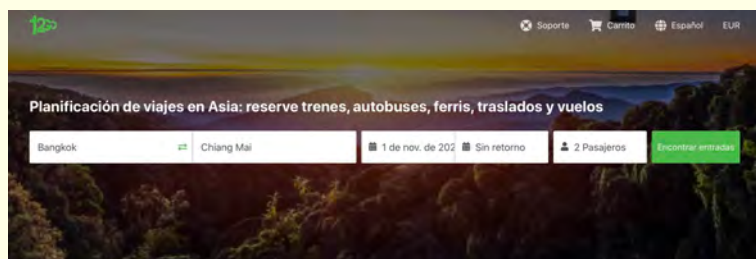 12go
Soporte Carrito Español EUR
Planificación de viajes en Asia: reserve trenes, autobuses, ferris, traslados y vuelos
Bangkok Chiang Mai 1 de nov. de 202 Sin retorno 2 Pasajeros Encontrar entradas